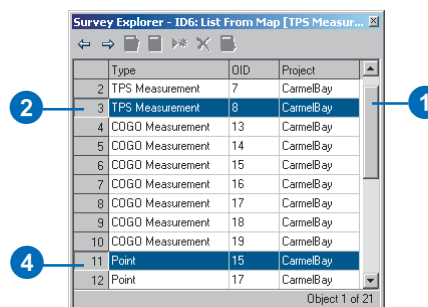 Survey Explorer - ID6: List From Map [TPS Measur...
Type OID Project
2 TPS Measurement 7 CarmelBay
3 TPS Measurement 8 CarmelBay
4 COGO Measurement 13 CarmelBay
5 COGO Measurement 14 CarmelBay
6 COGO Measurement 15 CarmelBay
7 COGO Measurement 16 CarmelBay
8 COGO Measurement 17 CarmelBay
9 COGO Measurement 18 CarmelBay
10 COGO Measurement 19 CarmelBay
11 Point 15 CarmelBay
12 Point 17 CarmelBay
Object 1 of 21
2
1
4